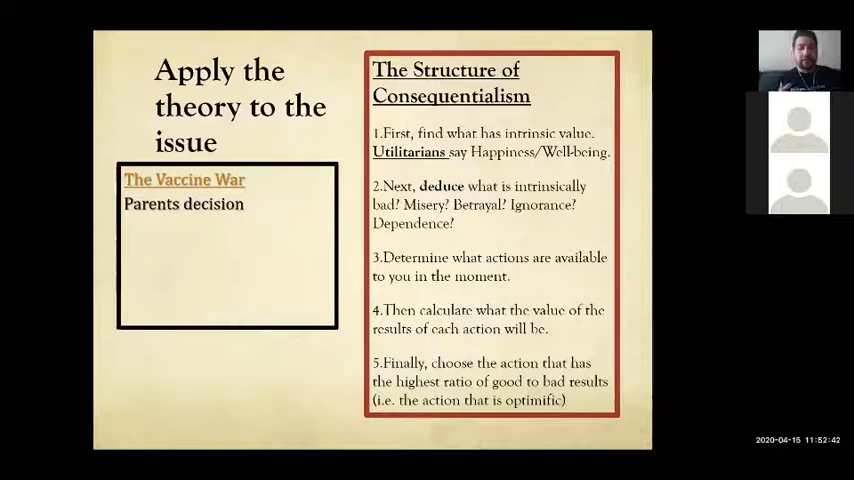 Apply the
theory to the
issue
The Vaccine War
Parents decision
The Structure of
Consequentialism
1.First, find what has intrinsic value.
Utilitarians say Happiness/Well-being.
2.Next, deduce what is intrinsically
bad? Misery? Betrayal? Ignorance?
Dependence?
3.Determine what actions are available
to you in the moment.
4.Then calculate what the value of the
results of each action will be.
5.Finally, choose the action that has
the highest ratio of good to bad results
(i.e. the action that is optimific)
2020-04-15 11:52:42